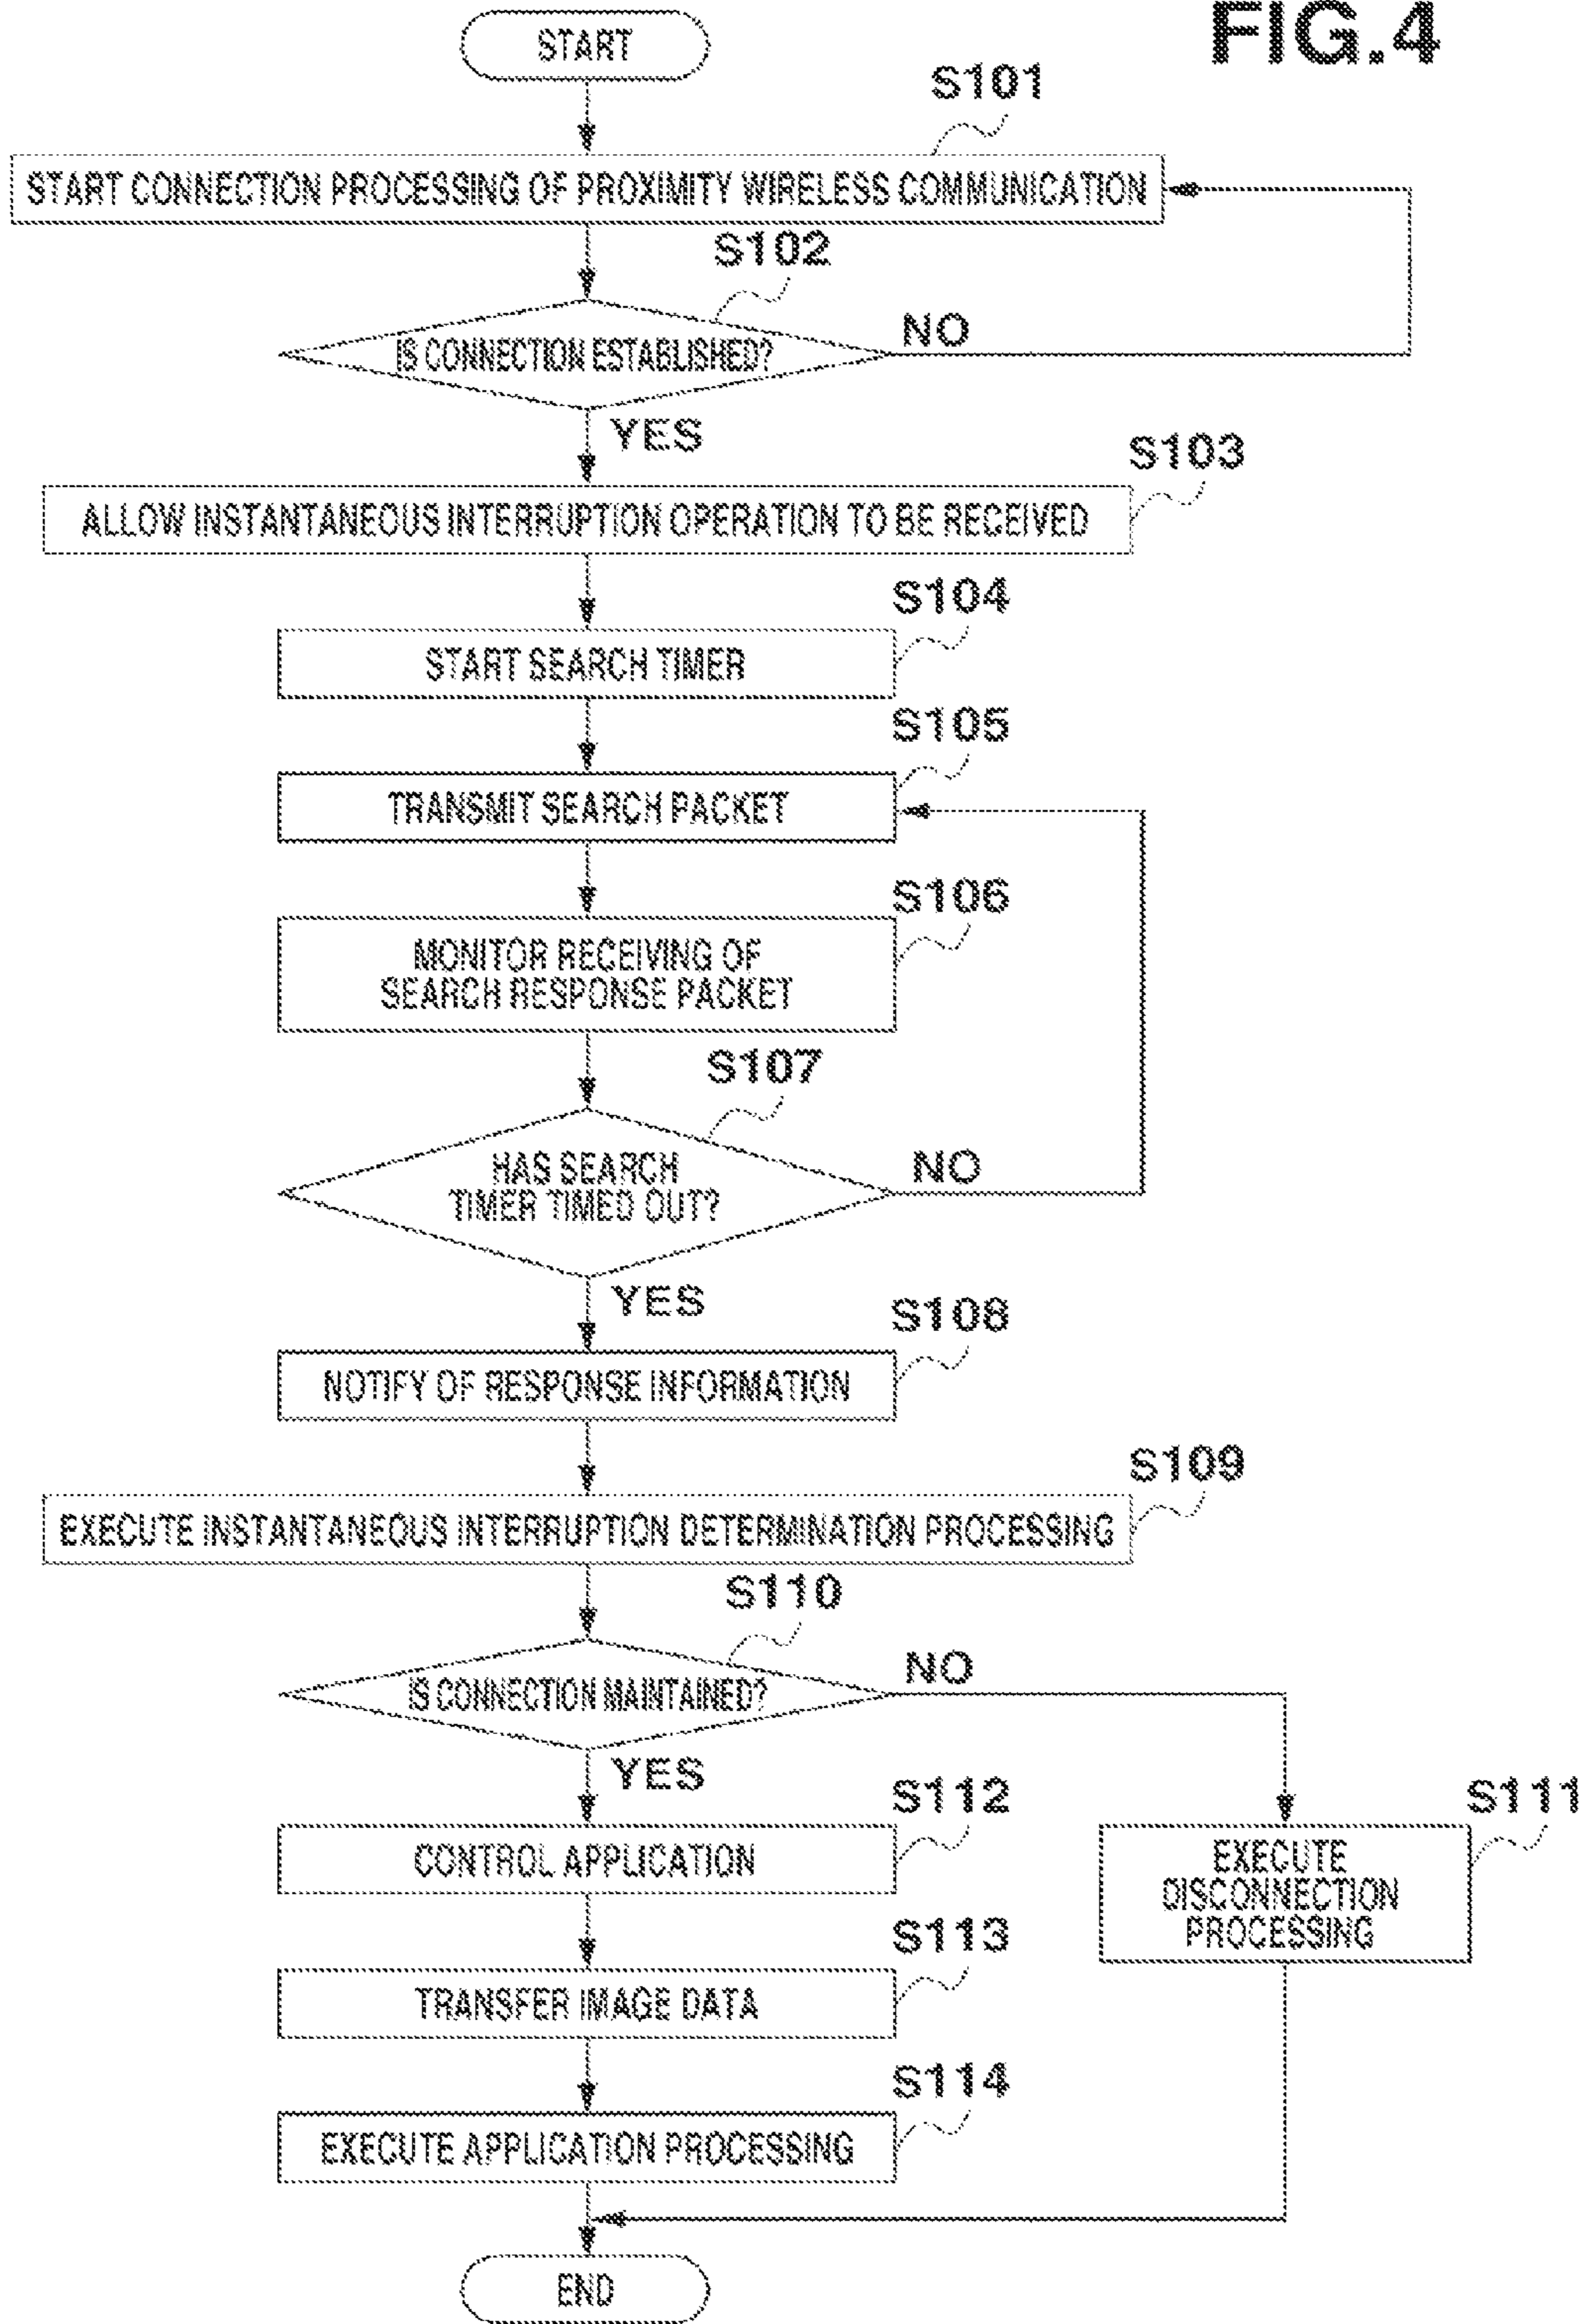 FIG.4
START
S101
START CONNECTION PROCESSING OF PROXIMITY WIRELESS COMMUNICATION
S102
IS CONNECTION ESTABLISHED?
NO
YES
S103
ALLOW INSTANTANEOUS INTERRUPTION OPERATION TO BE RECEIVED
S104
START SEARCH TIMER
S105
TRANSMIT SEARCH PACKET
S106
MONITOR RECEIVING OF
SEARCH RESPONSE PACKET
S107
HAS SEARCH
TIMER TIMED OUT?
NO
YES
S108
NOTIFY OF RESPONSE INFORMATION
S109
EXECUTE INSTANTANEOUS INTERRUPTION DETERMINATION PROCESSING
S110
IS CONNECTION MAINTAINED?
NO
YES
S112
CONTROL APPLICATION
S111
EXECUTE
DISCONNECTION
PROCESSING
S113
TRANSFER IMAGE DATA
S114
EXECUTE APPLICATION PROCESSING
END